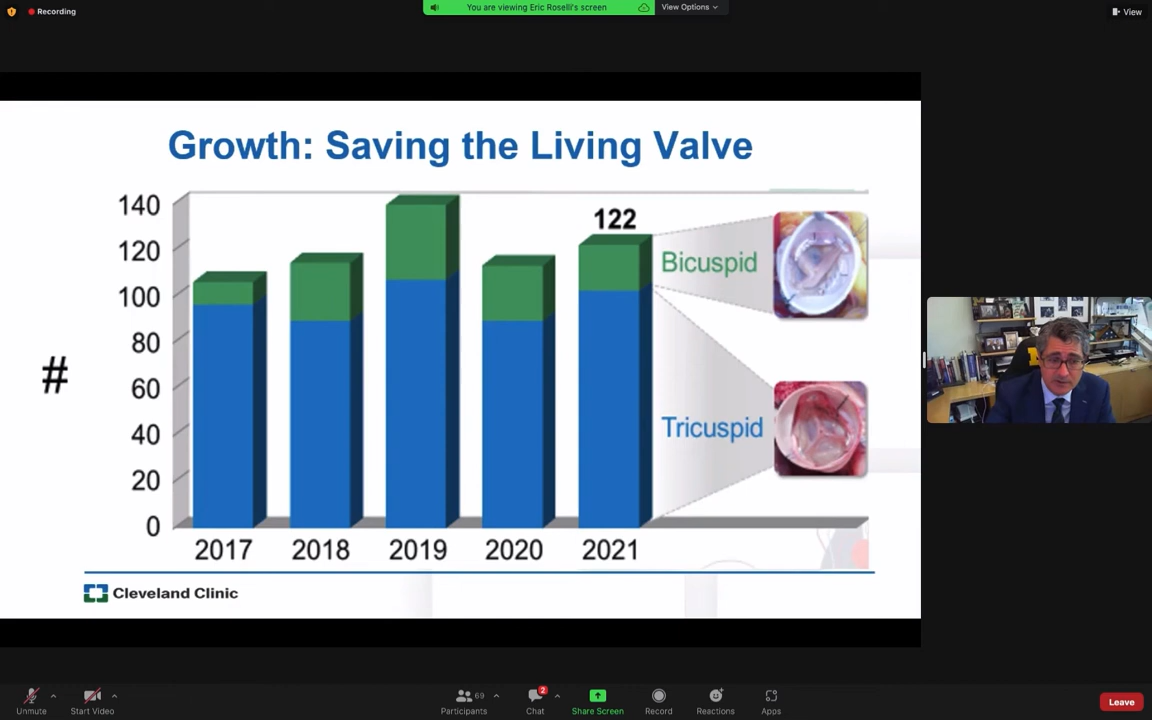 Recording
You are viewing Eric Roselli's screen
View Options
View
Growth: Saving the Living Valve
140
120
100
80
60
40
20
0
#
122
Bicuspid
Tricuspid
2017 2018 2019 2020 2021
Cleveland Clinic
Unmute
Start Video
69
Participants
2
Chat
Share Screen
Record
Reactions
Apps
Leave